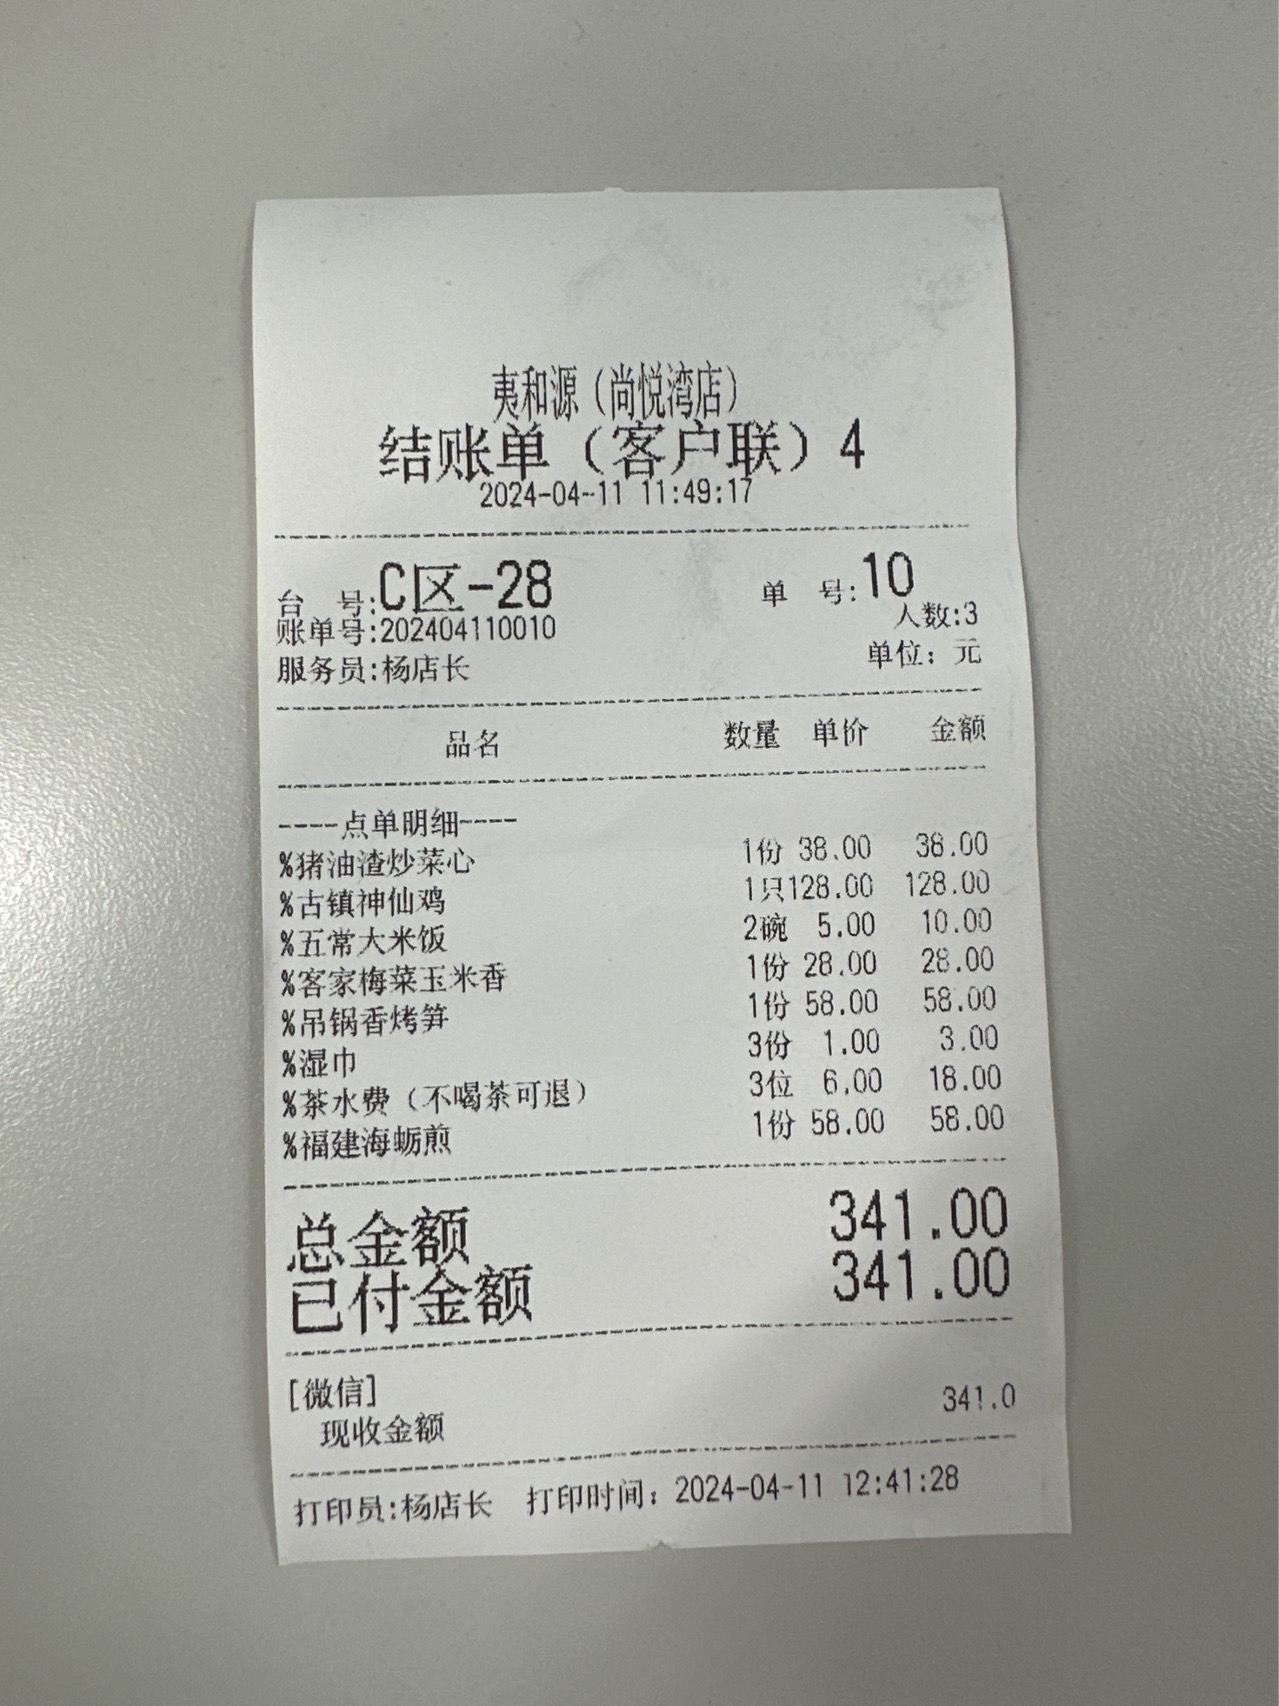 夷和源（尚悦湾店）
结账单（客户联）4
2024-04-11 11:49:17
台 号:C区-28 单 号:10
人数:3
账单号:202404110010
服务员:杨店长 单位：元
品名 数量 单价 金额
----点单明细----
%猪油渣炒菜心 1份 38.00 38.00
%古镇神仙鸡 1只128.00 128.00
%五常大米饭 2碗 5.00 10.00
%客家梅菜玉米香 1份 28.00 28.00
%吊锅香烤笋 1份 58.00 58.00
%湿巾 3份 1.00 3.00
%茶水费（不喝茶可退） 3位 6.00 18.00
%福建海蛎煎 1份 58.00 58.00
总金额 341.00
已付金额 341.00
[微信]
现收金额 341.0
打印员:杨店长 打印时间：2024-04-11 12:41:28